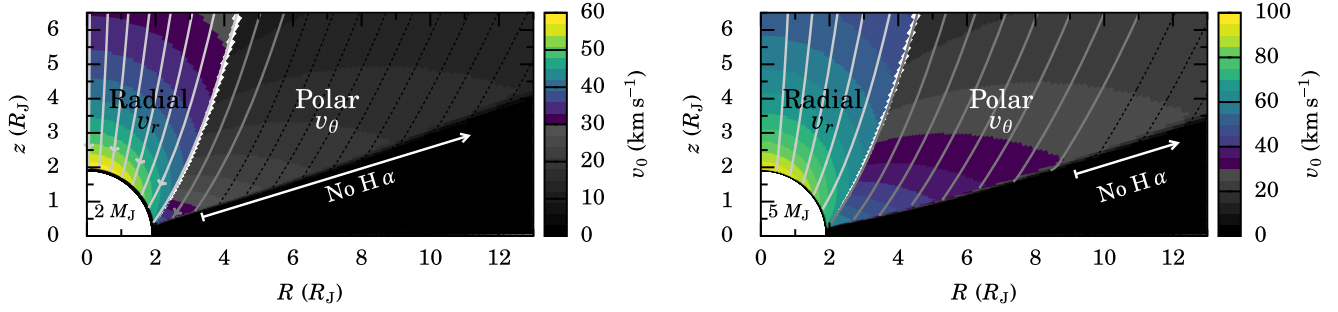 6
5
4
3
2
1
0
z (R_J)
Radial
v_r
Polar
v_θ
No H α
2 M_J
0 2 4 6 8 10 12
R (R_J)
60
50
40
30
20
10
0
v_0 (km s⁻¹)
6
5
4
3
2
1
0
z (R_J)
Radial
v_r
Polar
v_θ
No H α
5 M_J
0 2 4 6 8 10 12
R (R_J)
100
80
60
40
20
0
v_0 (km s⁻¹)